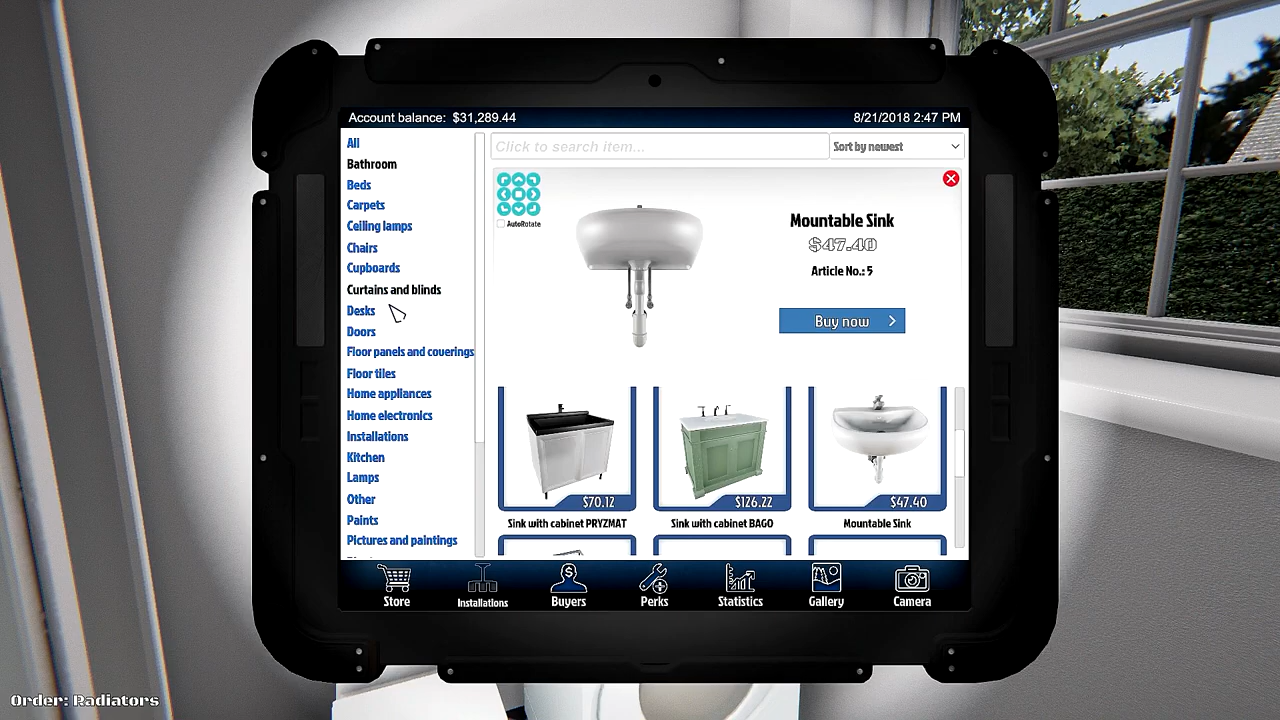 Account balance: $31,289.44
8/21/2018 2:47 PM
All
Bathroom
Beds
Carpets
Ceiling lamps
Chairs
Cupboards
Curtains and blinds
Desks
Doors
Floor panels and coverings
Floor tiles
Home appliances
Home electronics
Installations
Kitchen
Lamps
Other
Paints
Pictures and paintings
Click to search item...
Sort by newest
AutoRotate
Mountable Sink
$47.40
Article No.: 5
Buy now
$70.12
$126.22
$47.40
Sink with cabinet PRYZMAT
Sink with cabinet BAGO
Mountable Sink
Store
Installations
Buyers
Perks
Statistics
Gallery
Camera
Order: Radiators